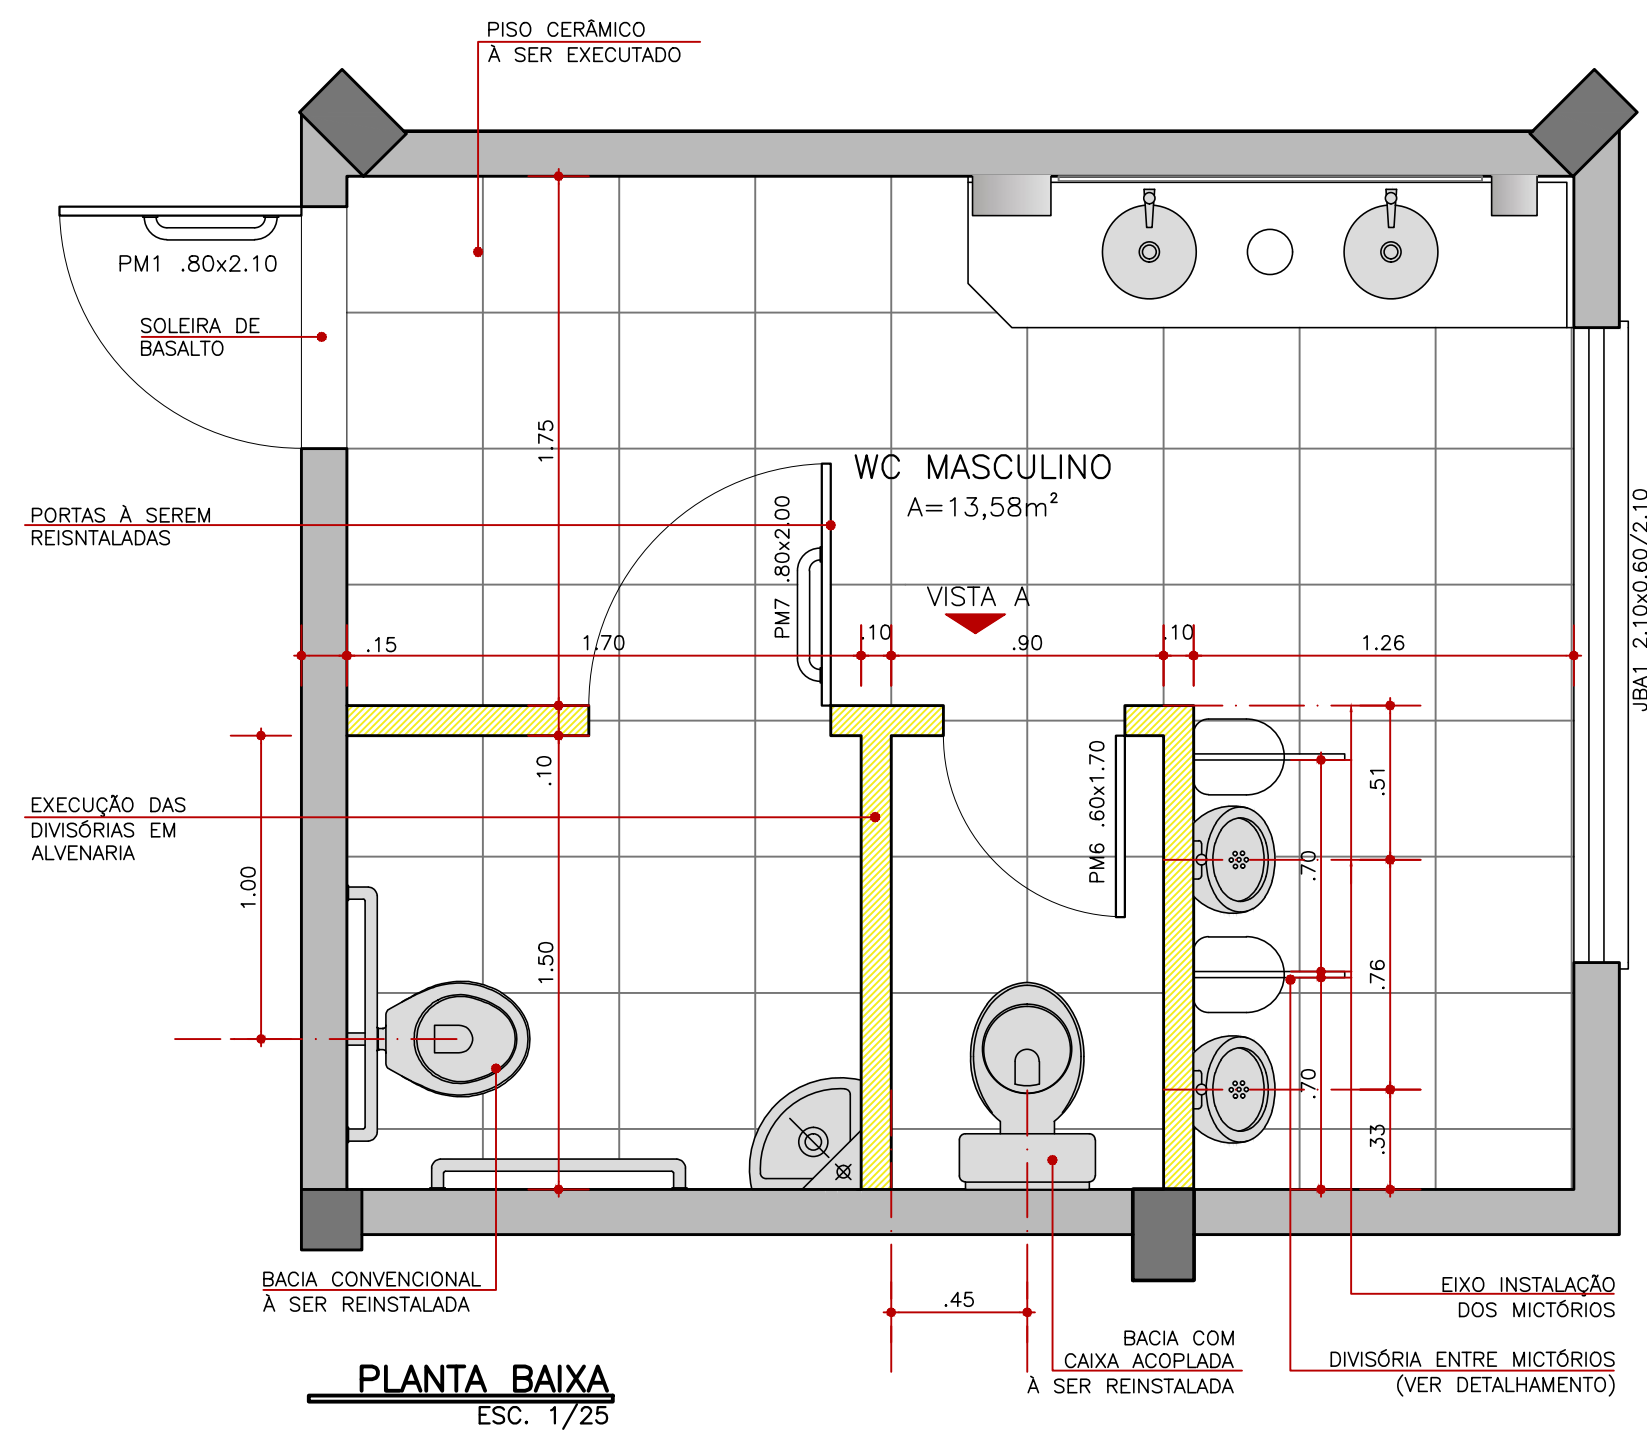 PISO CERÂMICO
À SER EXECUTADO
PM1 .80x2.10
SOLEIRA DE
BASALTO
1.75
WC MASCULINO
A=13,58m²
PORTAS À SEREM
REISNTALADAS
PM7 .80x2.00
JBA1 2.10x0.60/2.10
VISTA A
.15
1.70
.10
.90
.10
1.26
.10
PM6 .60x1.70
.51
EXECUÇÃO DAS
DIVISÓRIAS EM
ALVENARIA
1.00
.70
1.50
.76
.70
.33
BACIA CONVENCIONAL
À SER REINSTALADA
.45
EIXO INSTALAÇÃO
DOS MICTÓRIOS
BACIA COM
CAIXA ACOPLADA
À SER REINSTALADA
DIVISÓRIA ENTRE MICTÓRIOS
(VER DETALHAMENTO)
PLANTA BAIXA
ESC. 1/25